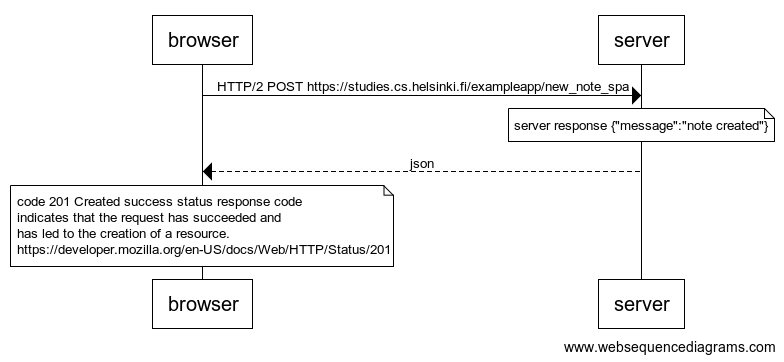 browser
server
HTTP/2 POST https://studies.cs.helsinki.fi/exampleapp/new_note_spa
server response {"message":"note created"}
json
code 201 Created success status response code
indicates that the request has succeeded and
has led to the creation of a resource.
https://developer.mozilla.org/en-US/docs/Web/HTTP/Status/201
browser
server
www.websequencediagrams.com